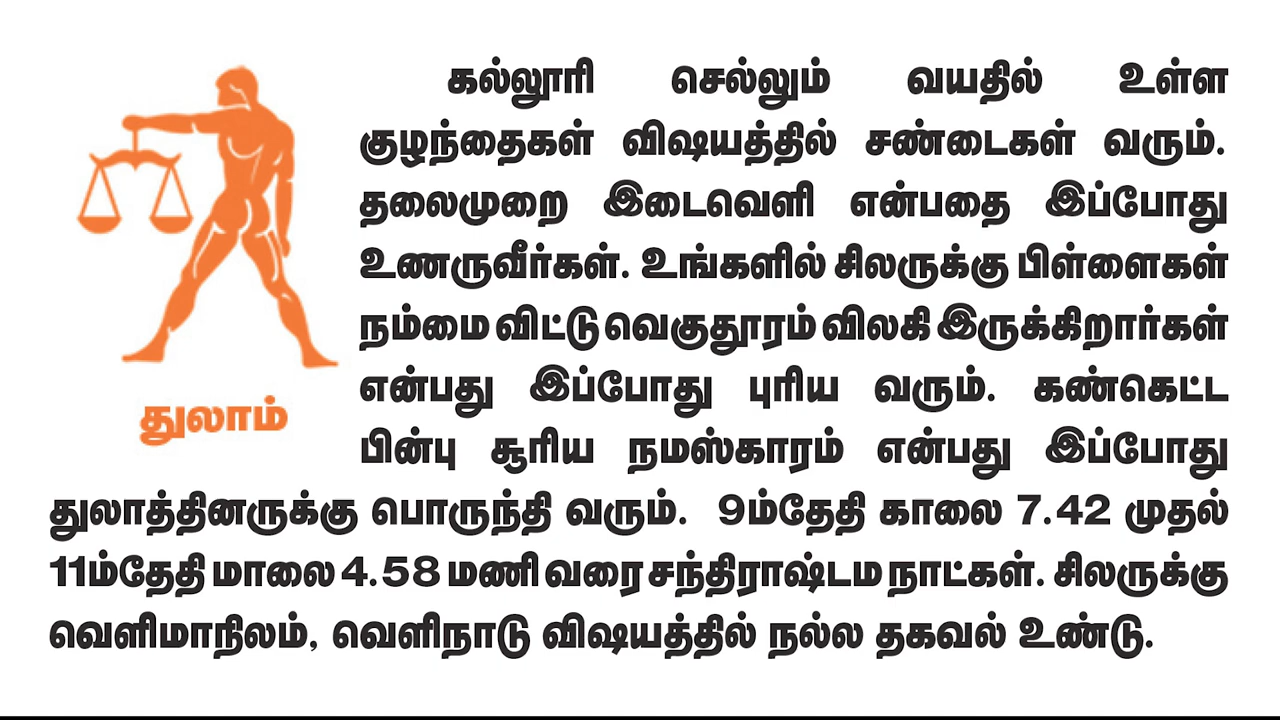 கல்லூரி செல்லும் வயதில் உள்ள
குழந்தைகள் விஷயத்தில் சண்டைகள் வரும்.
தலைமுறை இடைவெளி என்பதை இப்போது
உணருவீர்கள். உங்களில் சிலருக்கு பிள்ளைகள்
நம்மை விட்டு வெகுதூரம் விலகி இருக்கிறார்கள்
என்பது இப்போது புரிய வரும். கண்கெட்ட
பின்பு சூரிய நமஸ்காரம் என்பது இப்போது
துலாத்தினருக்கு பொருந்தி வரும். 9ம்தேதி காலை 7.42 முதல்
11ம்தேதி மாலை 4.58 மணி வரை சந்திராஷ்டம நாட்கள். சிலருக்கு
வெளிமாநிலம், வெளிநாடு விஷயத்தில் நல்ல தகவல் உண்டு.
துலாம்